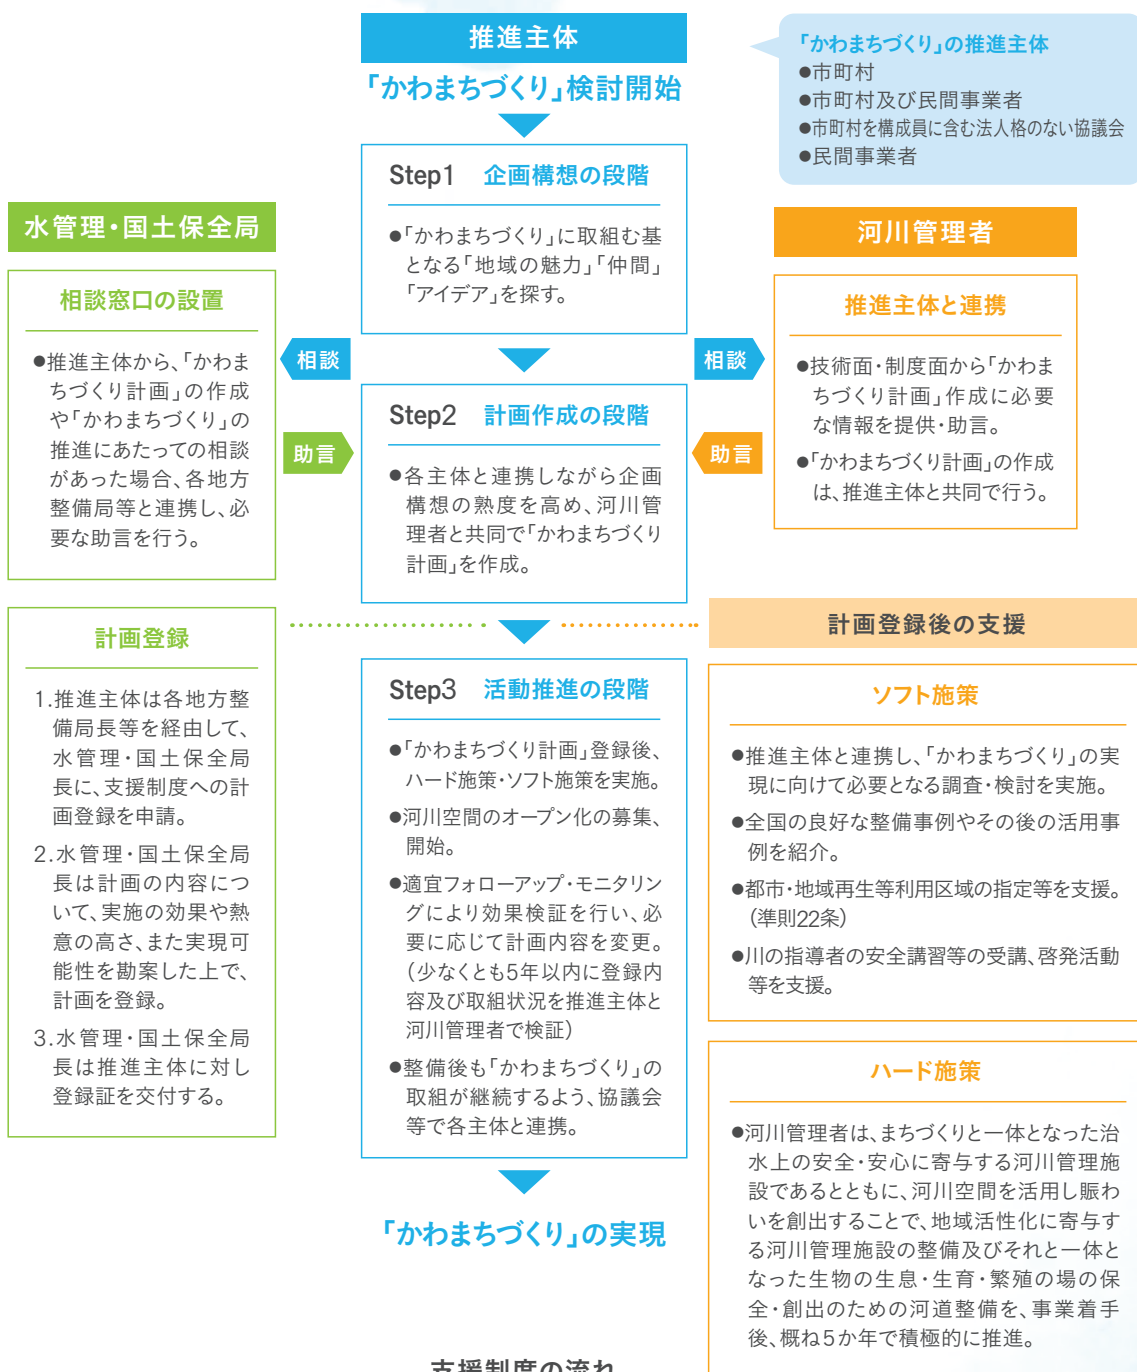 推進主体
「かわまちづくり」検討開始
「かわまちづくり」の推進主体
●市町村
●市町村及び民間事業者
●市町村を構成員に含む法人格のない協議会
●民間事業者
Step1 企画構想の段階
●「かわまちづくり」に取組む基
となる「地域の魅力」「仲間」
「アイデア」を探す。
水管理・国土保全局
相談窓口の設置
●推進主体から、「かわま
ちづくり計画」の作成
や「かわまちづくり」の
推進にあたっての相談
があった場合、各地方
整備局等と連携し、必
要な助言を行う。
河川管理者
推進主体と連携
●技術面・制度面から「かわま
ちづくり計画」作成に必要
な情報を提供・助言。
●「かわまちづくり計画」の作成
は、推進主体と共同で行う。
相談
相談
助言
助言
Step2 計画作成の段階
●各主体と連携しながら企画
構想の熟度を高め、河川管
理者と共同で「かわまちづくり
計画」を作成。
計画登録
1.推進主体は各地方整
備局長等を経由して、
水管理・国土保全局
長に、支援制度への計
画登録を申請。
2.水管理・国土保全局
長は計画の内容につ
いて、実施の効果や熱
意の高さ、また実現可
能性を勘案した上で、
計画を登録。
3.水管理・国土保全局
長は推進主体に対し
登録証を交付する。
Step3 活動推進の段階
●「かわまちづくり計画」登録後、
ハード施策・ソフト施策を実施。
●河川空間のオープン化の募集、
開始。
●適宜フォローアップ・モニタリン
グにより効果検証を行い、必
要に応じて計画内容を変更。
(少なくとも5年以内に登録内
容及び取組状況を推進主体と
河川管理者で検証)
●整備後も「かわまちづくり」の
取組が継続するよう、協議会
等で各主体と連携。
「かわまちづくり」の実現
計画登録後の支援
ソフト施策
●推進主体と連携し、「かわまちづくり」の実
現に向けて必要となる調査・検討を実施。
●全国の良好な整備事例やその後の活用事
例を紹介。
●都市・地域再生等利用区域の指定等を支援。
(準則22条)
●川の指導者の安全講習等の受講、啓発活動
等を支援。
ハード施策
●河川管理者は、まちづくりと一体となった治
水上の安全・安心に寄与する河川管理施
設であるとともに、河川空間を活用し賑わ
いを創出することで、地域活性化に寄与す
る河川管理施設の整備及びそれと一体と
なった生物の生息・生育・繁殖の場の保
全・創出のための河道整備を、事業着手
後、概ね5か年で積極的に推進。
支援制度の流れ